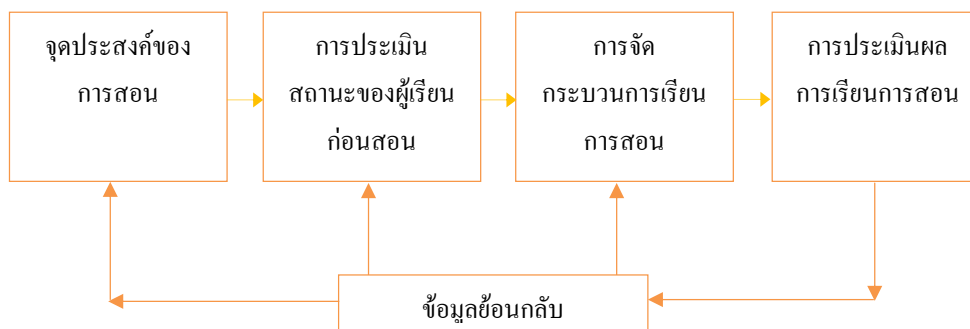 จุดประสงค์ของ
การสอน
การประเมิน
สถานะของผู้เรียน
ก่อนสอน
การจัด
กระบวนการเรียน
การสอน
การประเมินผล
การเรียนการสอน
ข้อมูลย้อนกลับ